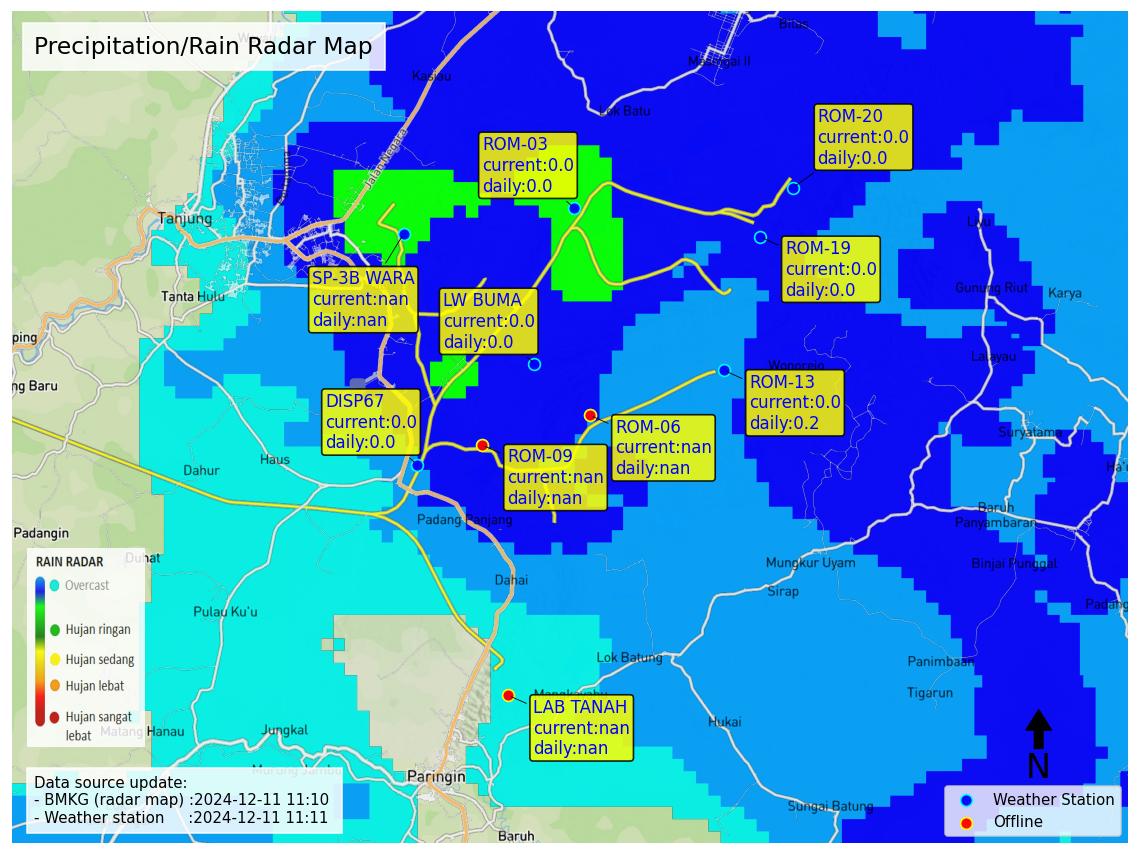 Precipitation/Rain Radar Map
Bilas
Masingai II
Kasiau
Lok Batu
Jalan Negara
ROM-20
current:0.0
daily:0.0
ROM-03
current:0.0
daily:0.0
Tanjung
ROM-19
current:0.0
daily:0.0
Liyu
SP-3B WARA
current:nan
daily:nan
LW BUMA
current:0.0
daily:0.0
Tanta Hulu
Gunung Riut
Karya
ping
Lalayau
Wonorejo
ng Baru
ROM-13
current:0.0
daily:0.2
DISP67
current:0.0
daily:0.0
ROM-06
current:nan
daily:nan
Suryatama
ROM-09
current:nan
daily:nan
Haus
Dahur
Ha'u
Padang Panjang
Baruh
Panyambaran
Padangin
Duhat
Mungkur Uyam
Binjai Punggal
Dahai
Sirap
Padang
RAIN RADAR
Overcast
Hujan ringan
Hujan sedang
Hujan lebat
Hujan sangat
lebat
Pulau Ku'u
Lok Batung
Panimbaan
Tigarun
Mangkayahu
LAB TANAH
current:nan
daily:nan
Hukai
Matang Hanau
Jungkal
Murung Jambu
N
Paringin
Data source update:
- BMKG (radar map) :2024-12-11 11:10
- Weather station :2024-12-11 11:11
Sungai Batung
Weather Station
Offline
Baruh